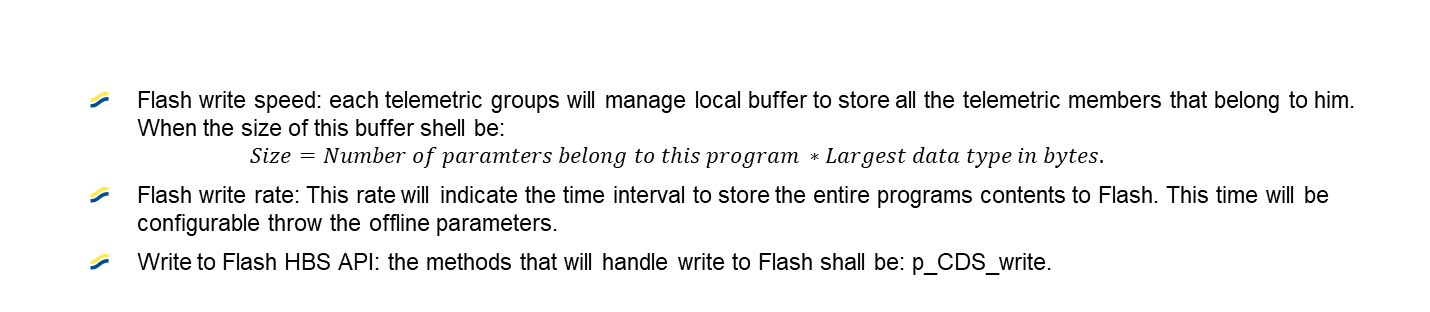 Flash write speed: each telemetric groups will manage local buffer to store all the telemetric members that belong to him.
When the size of this buffer shell be:
Size = Number of paramters belong to this program * Largest data type in bytes.
Flash write rate: This rate will indicate the time interval to store the entire programs contents to Flash. This time will be
configurable throw the offline parameters.
Write to Flash HBS API: the methods that will handle write to Flash shall be: p_CDS_write.